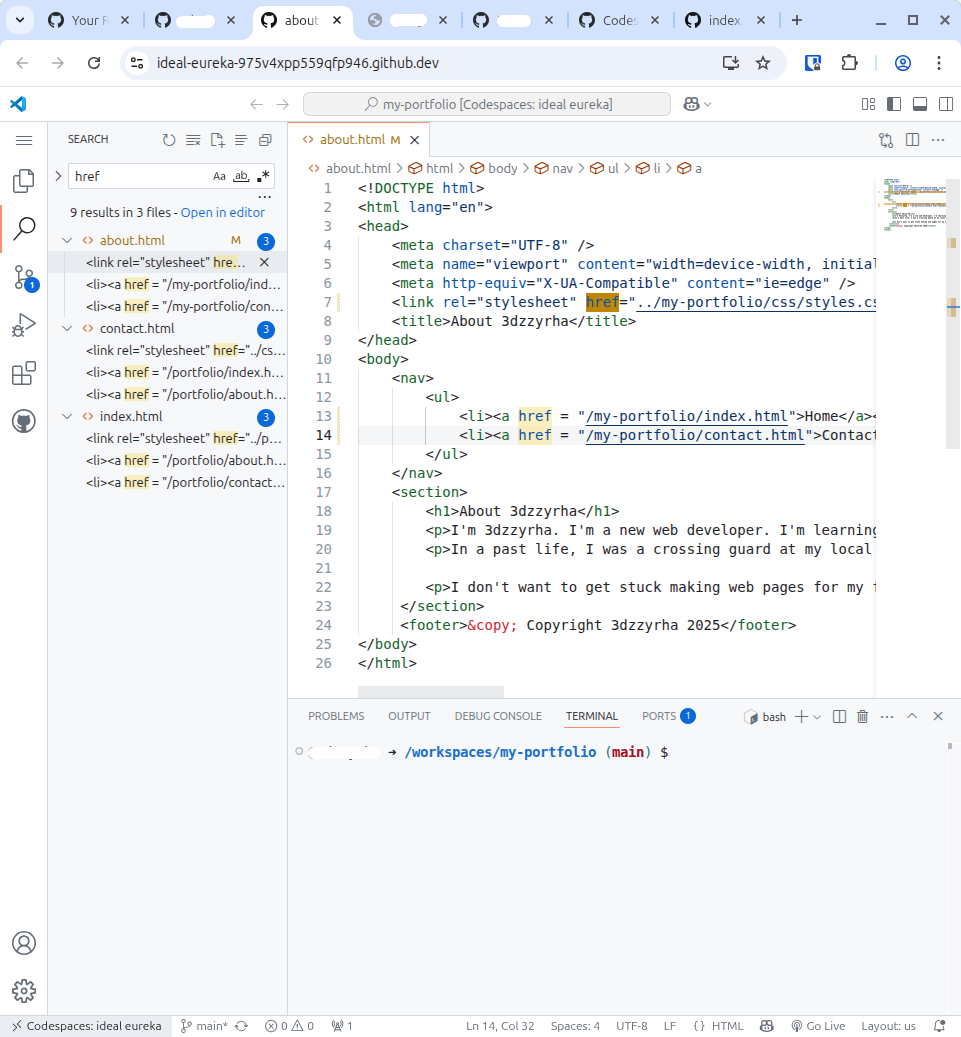 Your R
about
Codes
index.
ideal-eureka-975v4xpp559qfp946.github.dev
my-portfolio [Codespaces: ideal eureka]
SEARCH
href
Aa ab .*
9 results in 3 files - Open in editor
about.html M 3
<link rel="stylesheet" hre...
<li><a href = "/my-portfolio/ind...
<li><a href = "/my-portfolio/con...
contact.html 3
<link rel="stylesheet" href="../cs...
<li><a href = "/portfolio/index.h...
<li><a href = "/portfolio/about.h...
index.html 3
<link rel="stylesheet" href="../p...
<li><a href = "/portfolio/about.h...
<li><a href = "/portfolio/contact...
1
about.html M
about.html > html > body > nav > ul > li > a
1 <!DOCTYPE html>
2 <html lang="en">
3 <head>
4 <meta charset="UTF-8" />
5 <meta name="viewport" content="width=device-width, initial
6 <meta http-equiv="X-UA-Compatible" content="ie=edge" />
7 <link rel="stylesheet" href="../my-portfolio/css/styles.cs
8 <title>About 3dzzyrha</title>
9 </head>
10 <body>
11 <nav>
12 <ul>
13 <li><a href = "/my-portfolio/index.html">Home</a><
14 <li><a href = "/my-portfolio/contact.html">Contact
15 </ul>
16 </nav>
17 <section>
18 <h1>About 3dzzyrha</h1>
19 <p>I'm 3dzzyrha. I'm a new web developer. I'm learning
20 <p>In a past life, I was a crossing guard at my local
21
22 <p>I don't want to get stuck making web pages for my f
23 </section>
24 <footer>&copy; Copyright 3dzzyrha 2025</footer>
25 </body>
26 </html>
PROBLEMS OUTPUT DEBUG CONSOLE TERMINAL PORTS 1 bash
➜ /workspaces/my-portfolio (main) $
Codespaces: ideal eureka main* 0 0 1 Ln 14, Col 32 Spaces: 4 UTF-8 LF {} HTML Go Live Layout: us